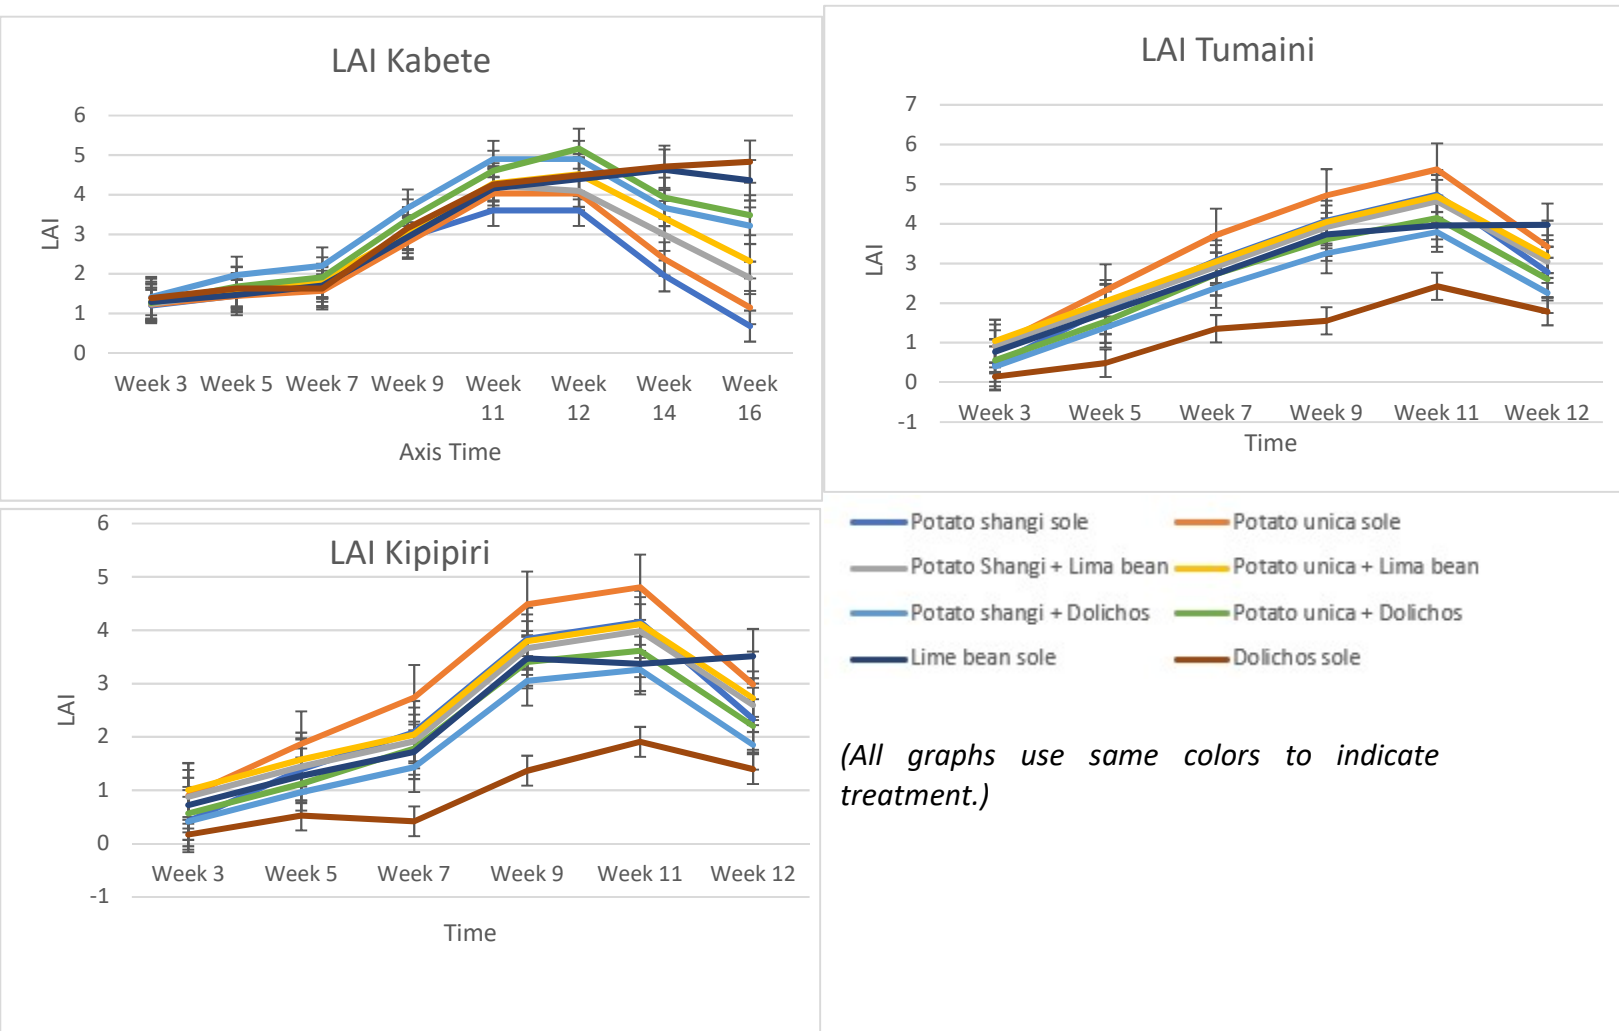 LAI Kabete
6
5
4
3
2
1
0
LAI
Week 3 Week 5 Week 7 Week 9 Week 11 Week 12 Week 14 Week 16
Axis Time
LAI Tumaini
7
6
5
4
3
2
1
0
-1
LAI
Week 3 Week 5 Week 7 Week 9 Week 11 Week 12
Time
LAI Kipipiri
6
5
4
3
2
1
0
-1
LAI
Week 3 Week 5 Week 7 Week 9 Week 11 Week 12
Time
Potato shangi sole Potato unica sole
Potato Shangi + Lima bean Potato unica + Lima bean
Potato shangi + Dolichos Potato unica + Dolichos
Lime bean sole Dolichos sole
(All graphs use same colors to indicate
treatment.)